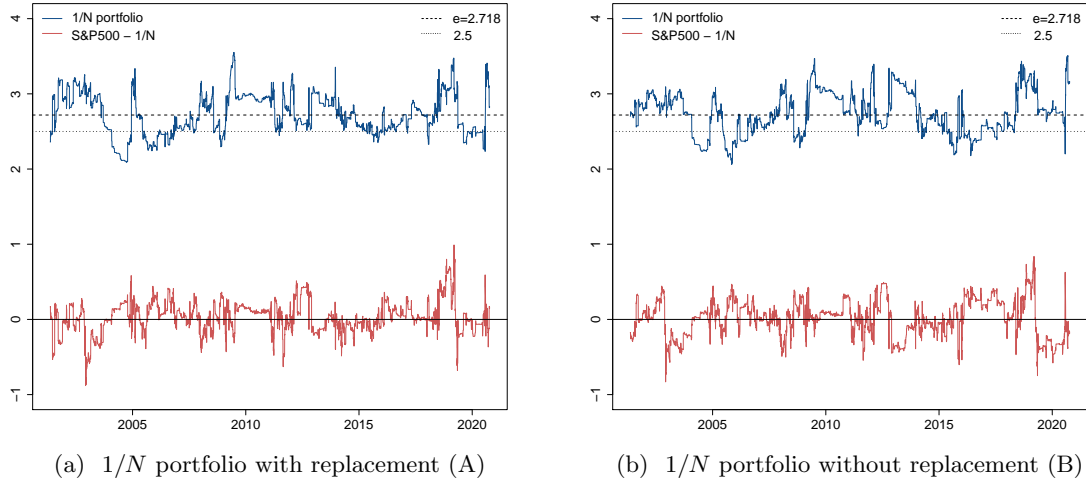 1/N portfolio
S&P500 − 1/N
e=2.718
2.5
4
3
2
1
0
−1
2005
2010
2015
2020
(a) 1/N portfolio with replacement (A)
1/N portfolio
S&P500 − 1/N
e=2.718
2.5
4
3
2
1
0
−1
2005
2010
2015
2020
(b) 1/N portfolio without replacement (B)